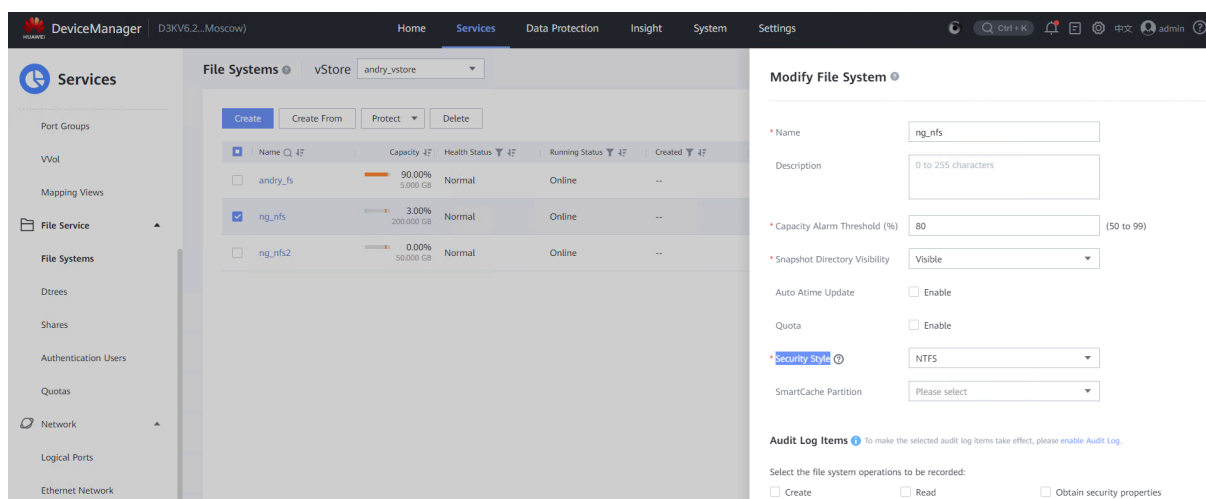 HUAWEI DeviceManager D3KV6.2...Moscow) Home Services Data Protection Insight System Settings Ctrl+K 中文 admin
Services
Port Groups
VVol
Mapping Views
File Service
File Systems
Dtrees
Shares
Authentication Users
Quotas
Network
Logical Ports
Ethernet Network
File Systems vStore andry_vstore
Create Create From Protect Delete
Name Capacity Health Status Running Status Created
andry_fs 90.00% Normal Online --
5.000 GB
ng_nfs 3.00% Normal Online --
200.000 GB
ng_nfs2 0.00% Normal Online --
50.000 GB
Modify File System
* Name ng_nfs
Description 0 to 255 characters
* Capacity Alarm Threshold (%) 80 (50 to 99)
* Snapshot Directory Visibility Visible
Auto Atime Update Enable
Quota Enable
* Security Style NTFS
SmartCache Partition Please select
Audit Log Items To make the selected audit log items take effect, please enable Audit Log.
Select the file system operations to be recorded:
Create Read Obtain security properties